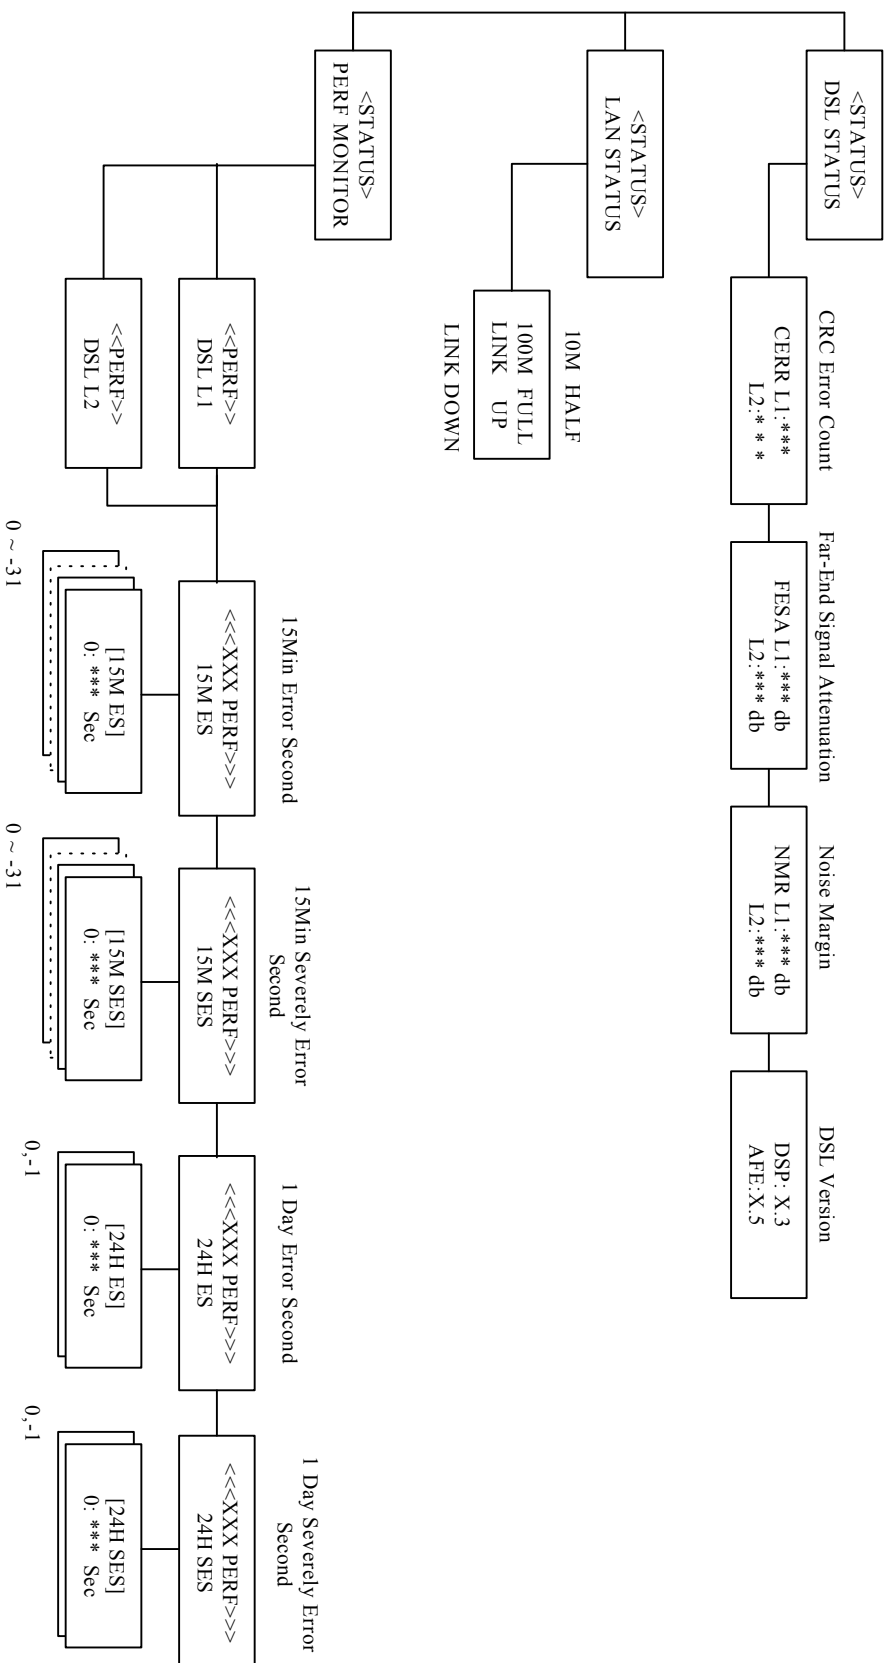 <STATUS>
DSL STATUS
CRC Error Count
CERR L1:***
L2:* * *
Far-End Signal Attenuation
FESA L1:*** db
L2:*** db
Noise Margin
NMR L1:*** db
L2:*** db
DSL Version
DSP: X.3
AFE:X.5
<STATUS>
LAN STATUS
10M HALF
100M FULL
LINK UP
LINK DOWN
<STATUS>
PERF MONITOR
<<PERF>>
DSL L1
<<PERF>>
DSL L2
15Min Error Second
<<<XXX PERF>>>
15M ES
[15M ES]
0: *** Sec
0 ~ -31
15Min Severely Error
Second
<<<XXX PERF>>>
15M SES
[15M SES]
0: *** Sec
0 ~ -31
1 Day Error Second
<<<XXX PERF>>>
24H ES
[24H ES]
0: *** Sec
0,-1
1 Day Severely Error
Second
<<<XXX PERF>>>
24H SES
[24H SES]
0: *** Sec
0,-1